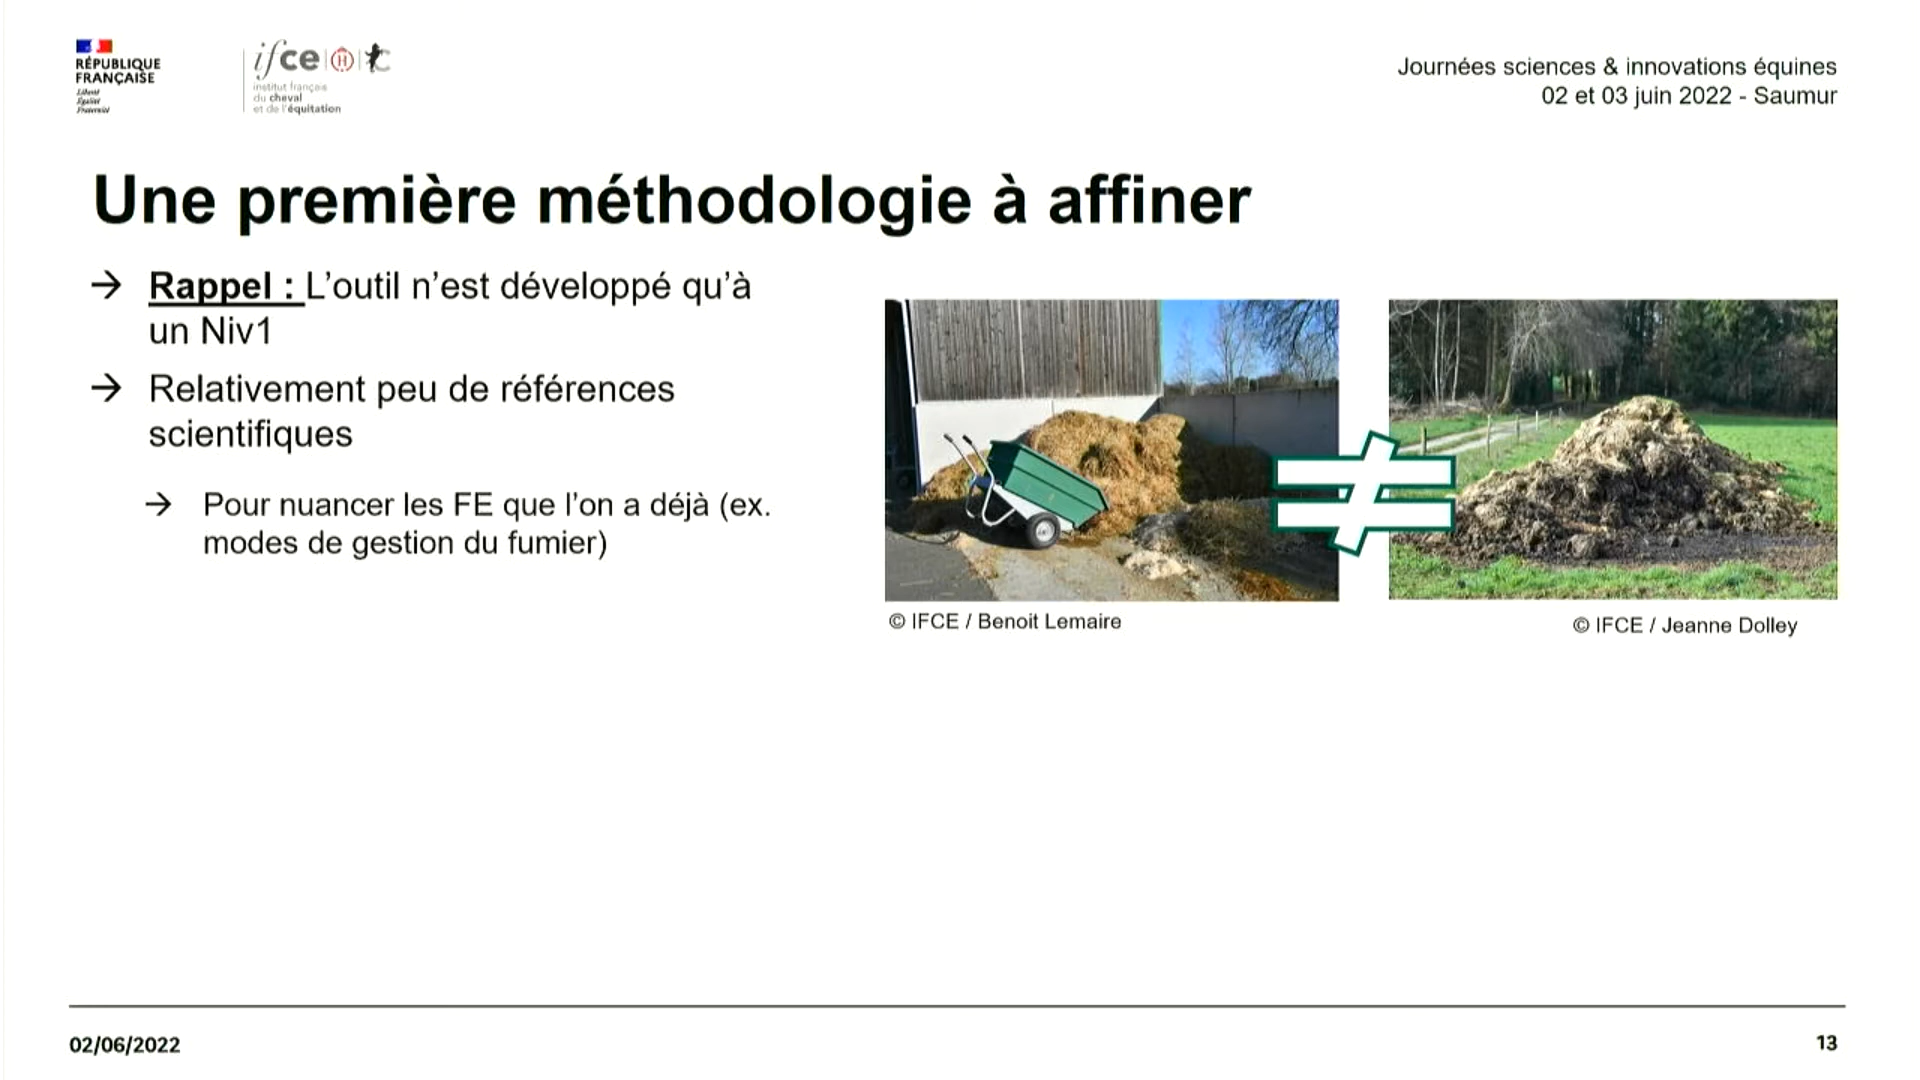 RÉPUBLIQUE
FRANÇAISE
Liberté
Égalité
Fraternité
ifce
institut français
du cheval
et de l'équitation
Journées sciences & innovations équines
02 et 03 juin 2022 - Saumur
Une première méthodologie à affiner
→ Rappel : L’outil n’est développé qu’à
un Niv1
→ Relativement peu de références
scientifiques
→ Pour nuancer les FE que l’on a déjà (ex.
modes de gestion du fumier)
≠
© IFCE / Benoit Lemaire
© IFCE / Jeanne Dolley
02/06/2022
13